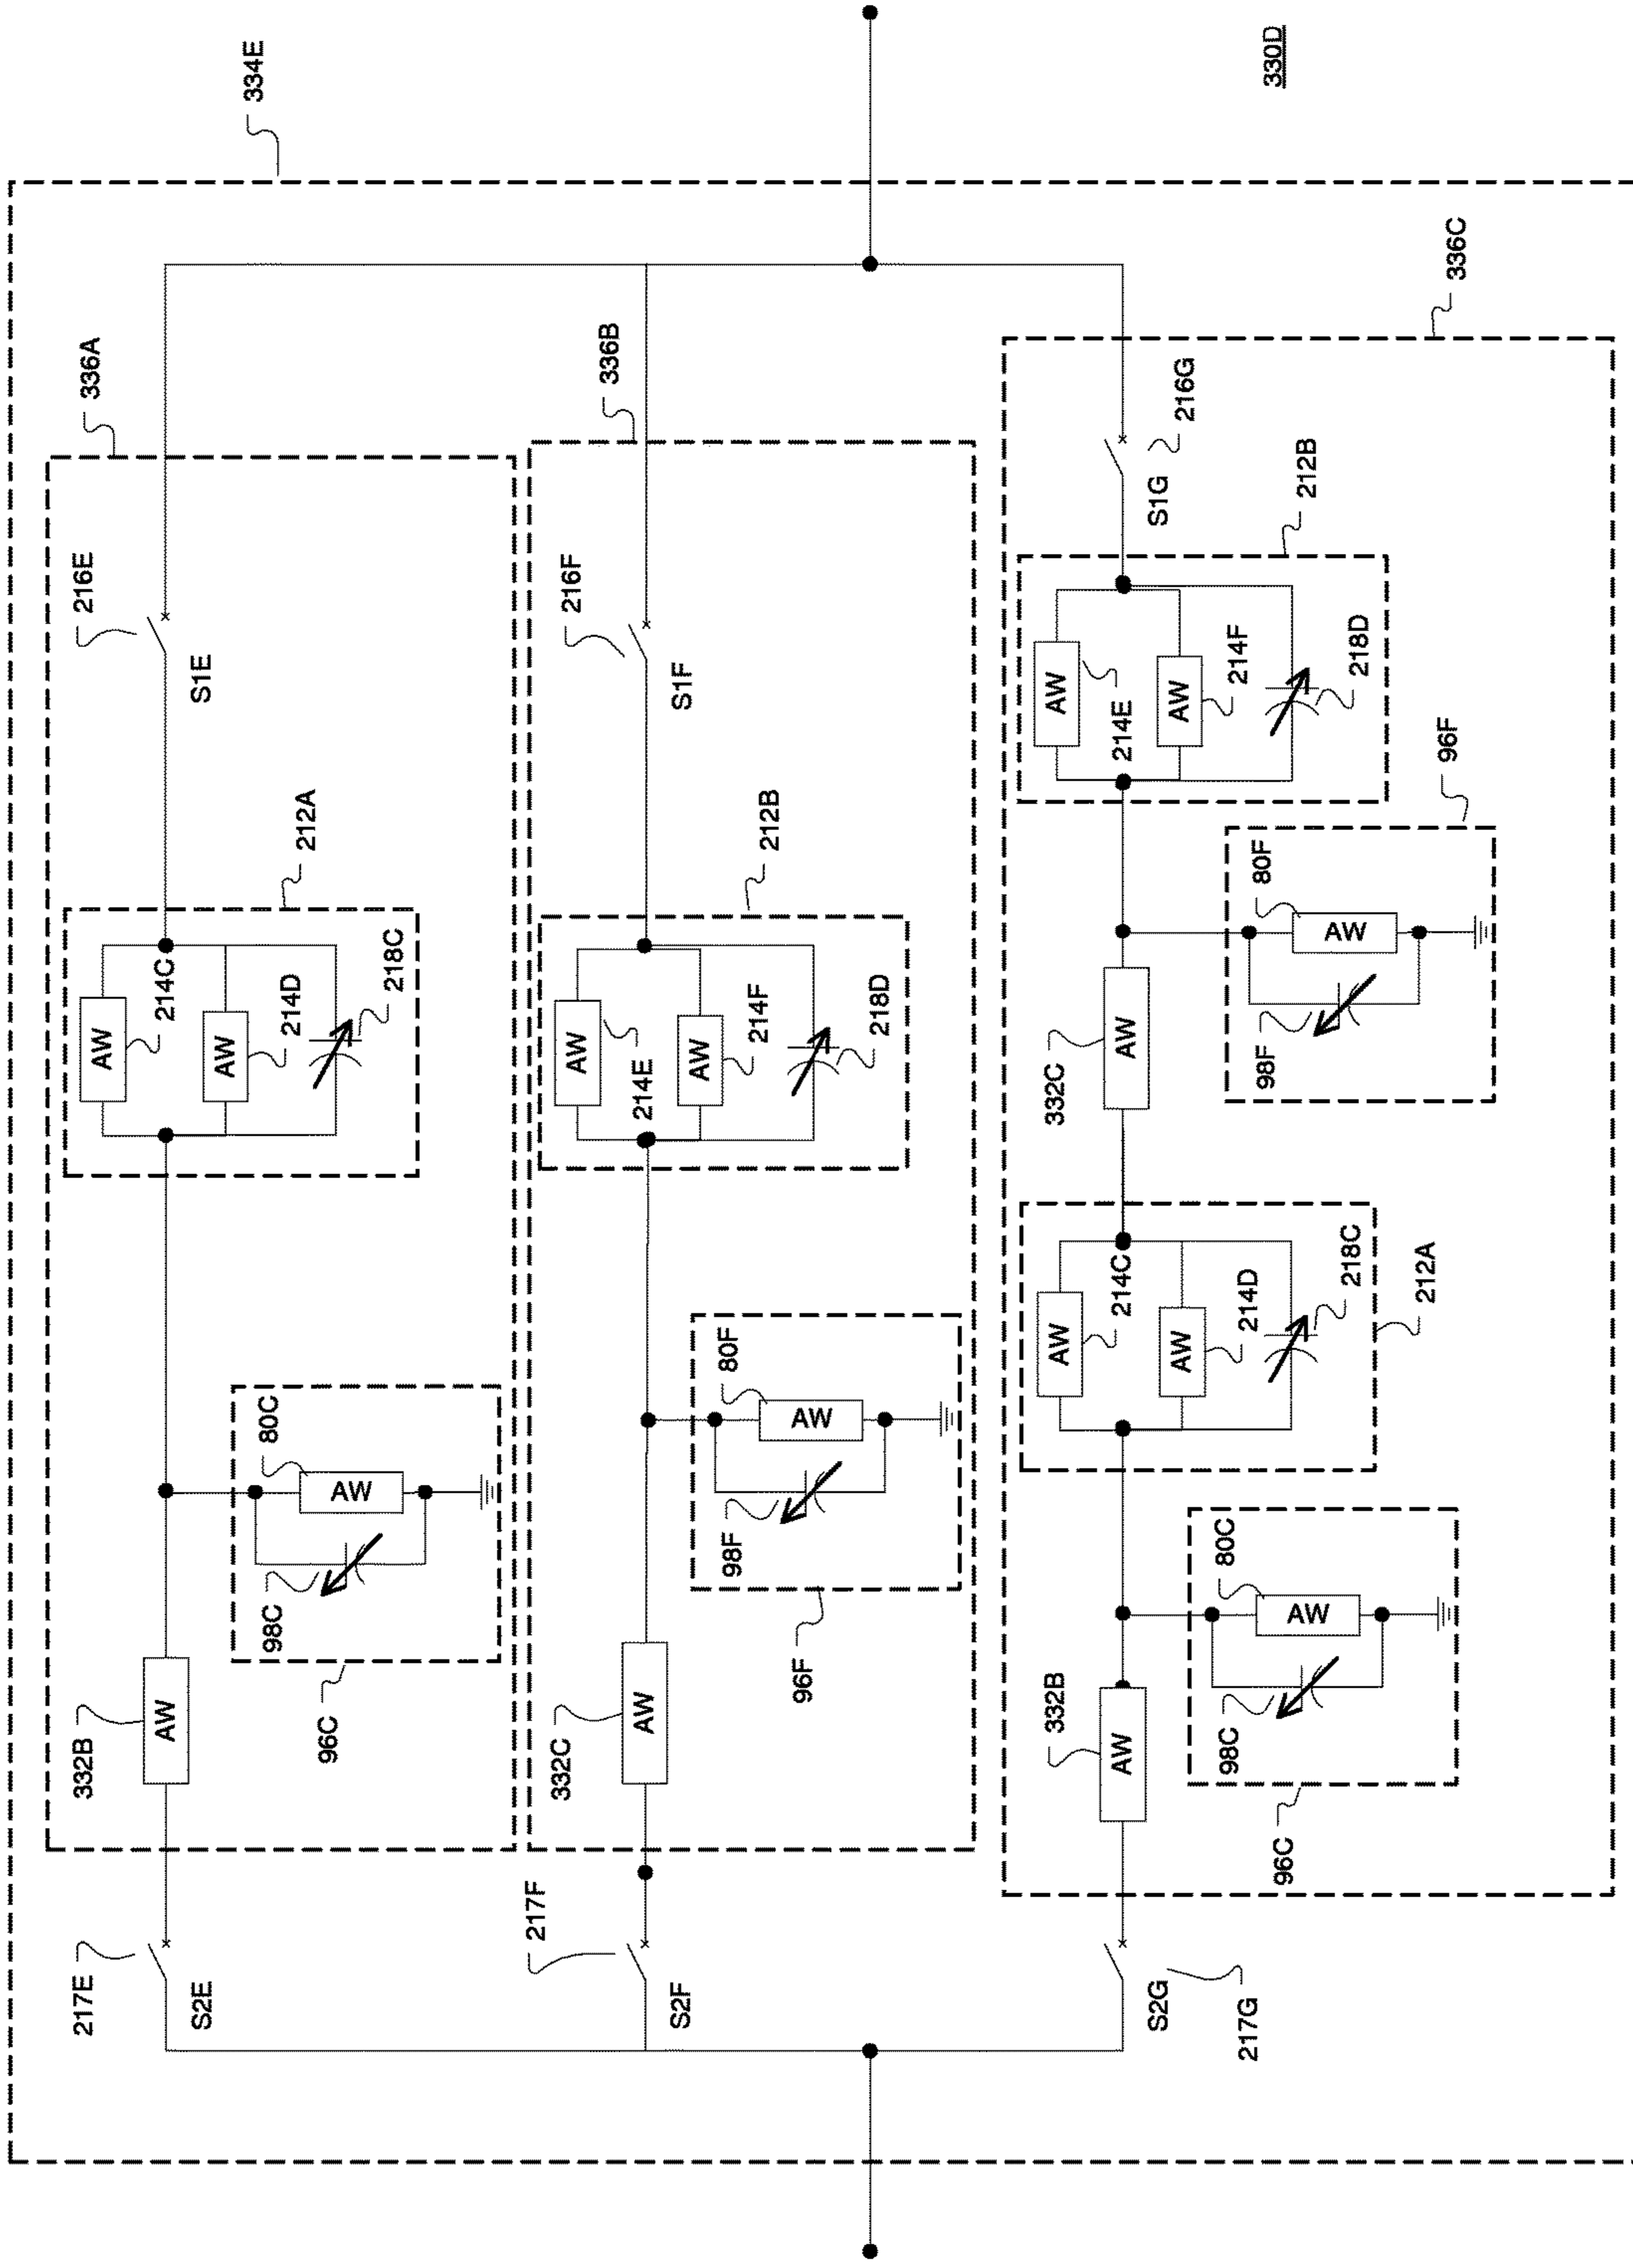 330D
334E
336A
217E
S2E
332B
AW
96C
98C
AW
80C
212A
AW
214C
AW
214D
218C
216E
S1E
336B
217F
S2F
332C
AW
96F
98F
AW
80F
212B
AW
214E
AW
214F
218D
216F
S1F
336C
217G
S2G
332B
AW
96C
98C
AW
80C
212A
AW
214C
AW
214D
218C
332C
AW
96F
98F
AW
80F
212B
AW
214E
AW
214F
218D
216G
S1G